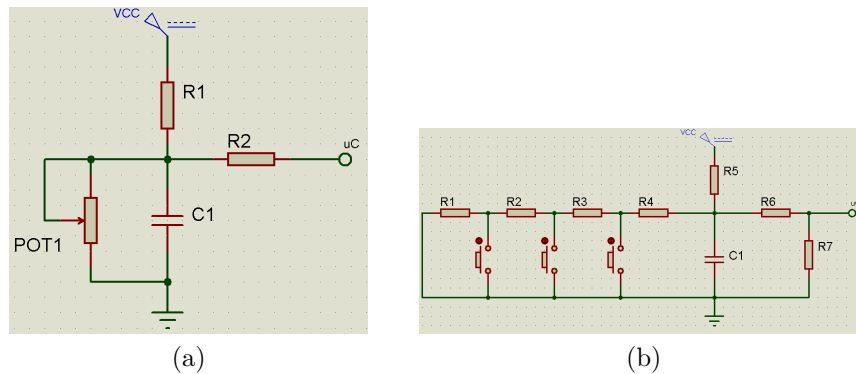 VCC
R1
R2
uC
C1
POT1
(a)
VCC
R5
R1 R2 R3 R4 R6
C1
R7
(b)